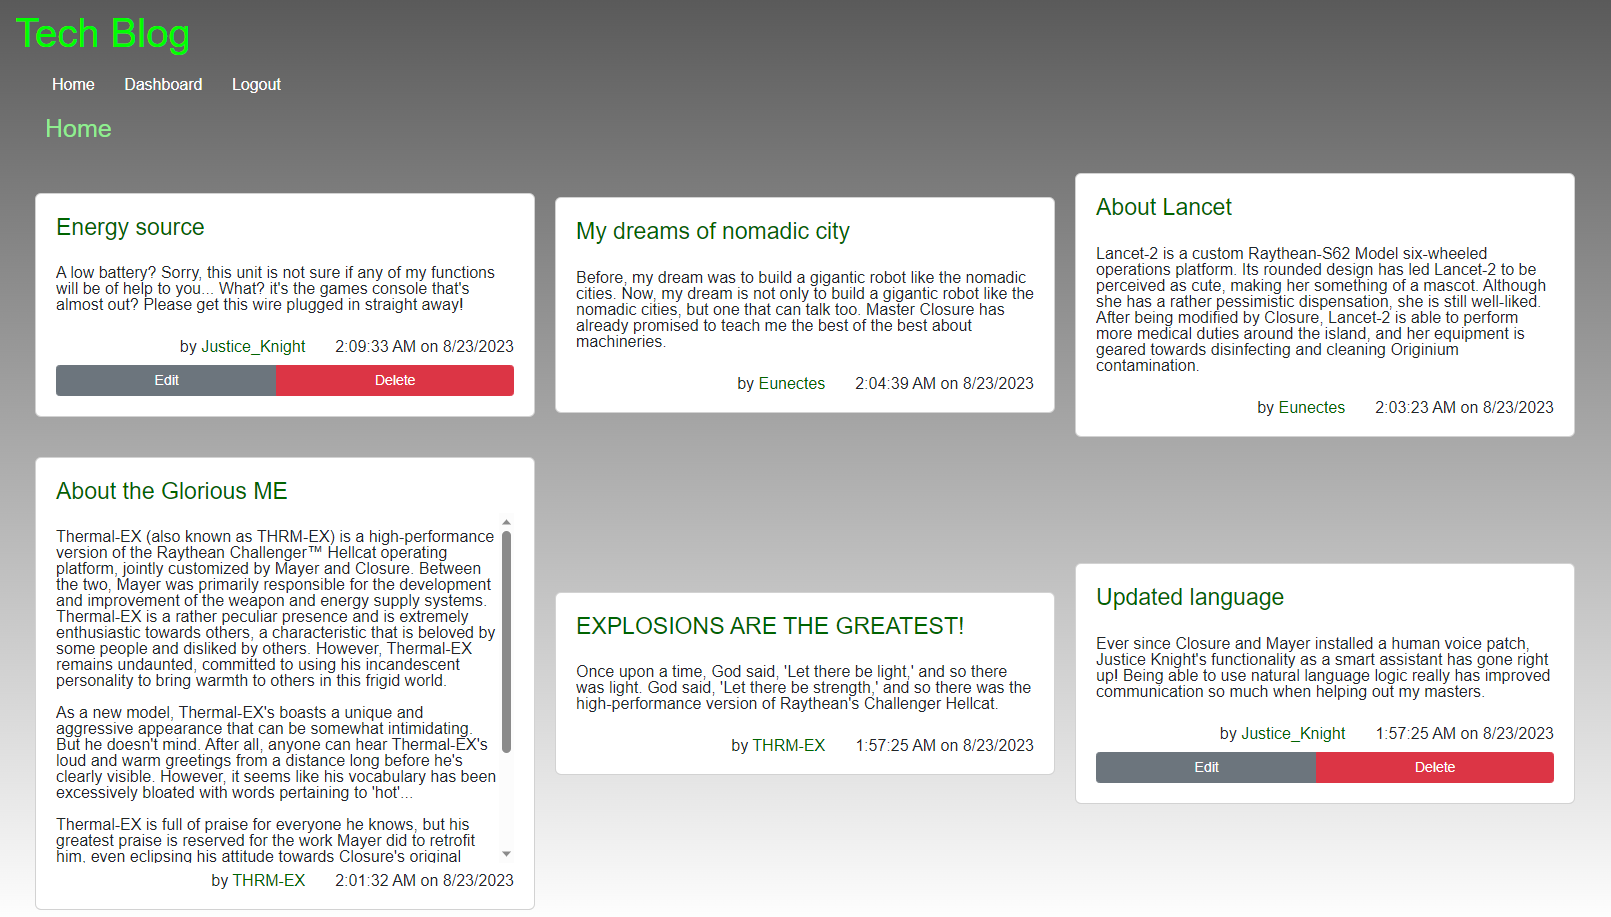 Tech Blog
Home
Dashboard
Logout
Home
Energy source
A low battery? Sorry, this unit is not sure if any of my functions
will be of help to you... What? it's the games console that's
almost out? Please get this wire plugged in straight away!
by Justice_Knight 2:09:33 AM on 8/23/2023
Edit
Delete
My dreams of nomadic city
Before, my dream was to build a gigantic robot like the nomadic
cities. Now, my dream is not only to build a gigantic robot like the
nomadic cities, but one that can talk too. Master Closure has
already promised to teach me the best of the best about
machineries.
by Eunectes 2:04:39 AM on 8/23/2023
About Lancet
Lancet-2 is a custom Raythean-S62 Model six-wheeled
operations platform. Its rounded design has led Lancet-2 to be
perceived as cute, making her something of a mascot. Although
she has a rather pessimistic dispensation, she is still well-liked.
After being modified by Closure, Lancet-2 is able to perform
more medical duties around the island, and her equipment is
geared towards disinfecting and cleaning Originium
contamination.
by Eunectes 2:03:23 AM on 8/23/2023
About the Glorious ME
Thermal-EX (also known as THRM-EX) is a high-performance
version of the Raythean Challenger™ Hellcat operating
platform, jointly customized by Mayer and Closure. Between
the two, Mayer was primarily responsible for the development
and improvement of the weapon and energy supply systems.
Thermal-EX is a rather peculiar presence and is extremely
enthusiastic towards others, a characteristic that is beloved by
some people and disliked by others. However, Thermal-EX
remains undaunted, committed to using his incandescent
personality to bring warmth to others in this frigid world.
As a new model, Thermal-EX's boasts a unique and
aggressive appearance that can be somewhat intimidating.
But he doesn't mind. After all, anyone can hear Thermal-EX's
loud and warm greetings from a distance long before he's
clearly visible. However, it seems like his vocabulary has been
excessively bloated with words pertaining to 'hot'...
Thermal-EX is full of praise for everyone he knows, but his
greatest praise is reserved for the work Mayer did to retrofit
him, even eclipsing his attitude towards Closure's original
by THRM-EX 2:01:32 AM on 8/23/2023
EXPLOSIONS ARE THE GREATEST!
Once upon a time, God said, 'Let there be light,' and so there
was light. God said, 'Let there be strength,' and so there was the
high-performance version of Raythean's Challenger Hellcat.
by THRM-EX 1:57:25 AM on 8/23/2023
Updated language
Ever since Closure and Mayer installed a human voice patch,
Justice Knight's functionality as a smart assistant has gone right
up! Being able to use natural language logic really has improved
communication so much when helping out my masters.
by Justice_Knight 1:57:25 AM on 8/23/2023
Edit
Delete